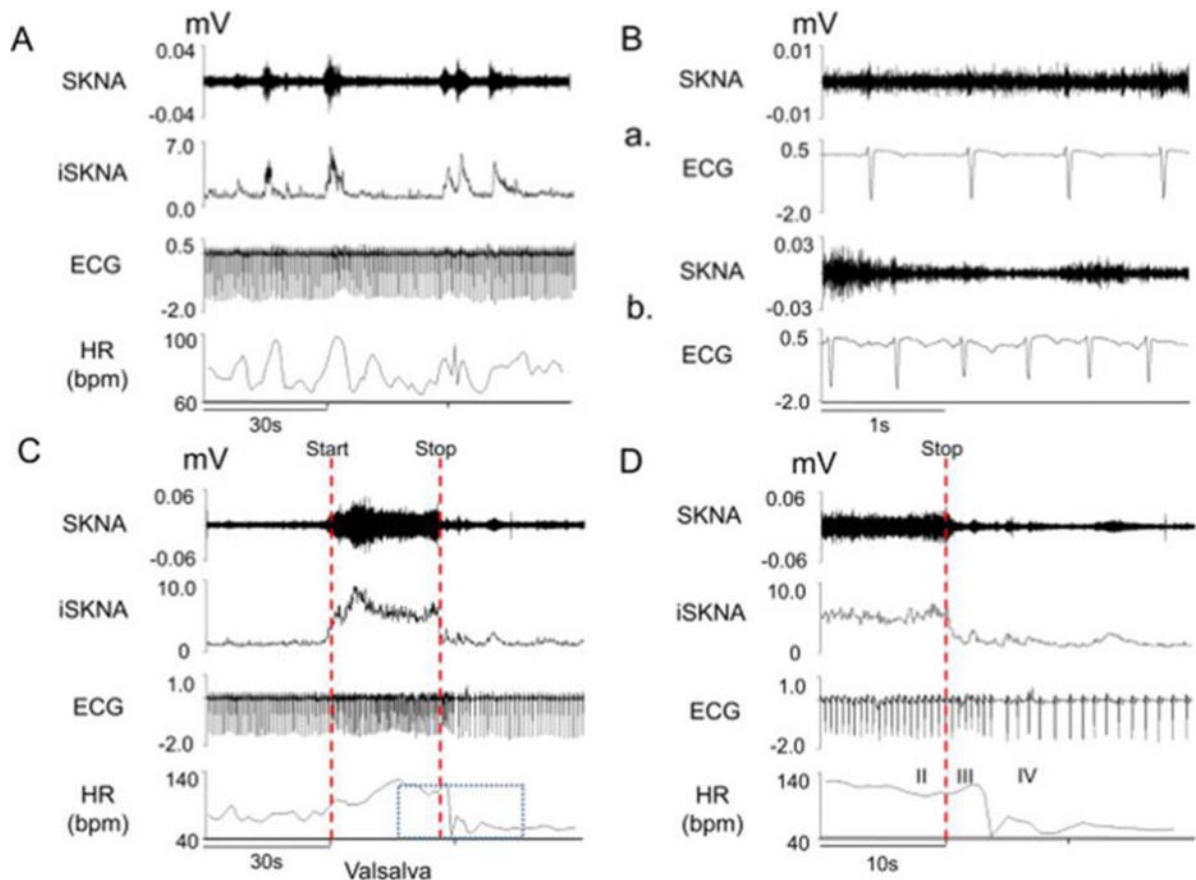 A
mV
0.04
SKNA
-0.04
7.0
iSKNA
0.0
0.5
ECG
-2.0
100
HR
(bpm)
60
30s
B
mV
0.01
SKNA
-0.01
a.
0.5
ECG
-2.0
0.03
SKNA
-0.03
b.
0.5
ECG
-2.0
1s
C
mV
Start
Stop
0.06
SKNA
-0.06
10.0
iSKNA
0
1.0
ECG
-2.0
140
HR
(bpm)
40
30s
Valsalva
D
mV
Stop
0.06
SKNA
-0.06
10.0
iSKNA
0
1.0
ECG
-2.0
140
II III IV
HR
(bpm)
40
10s